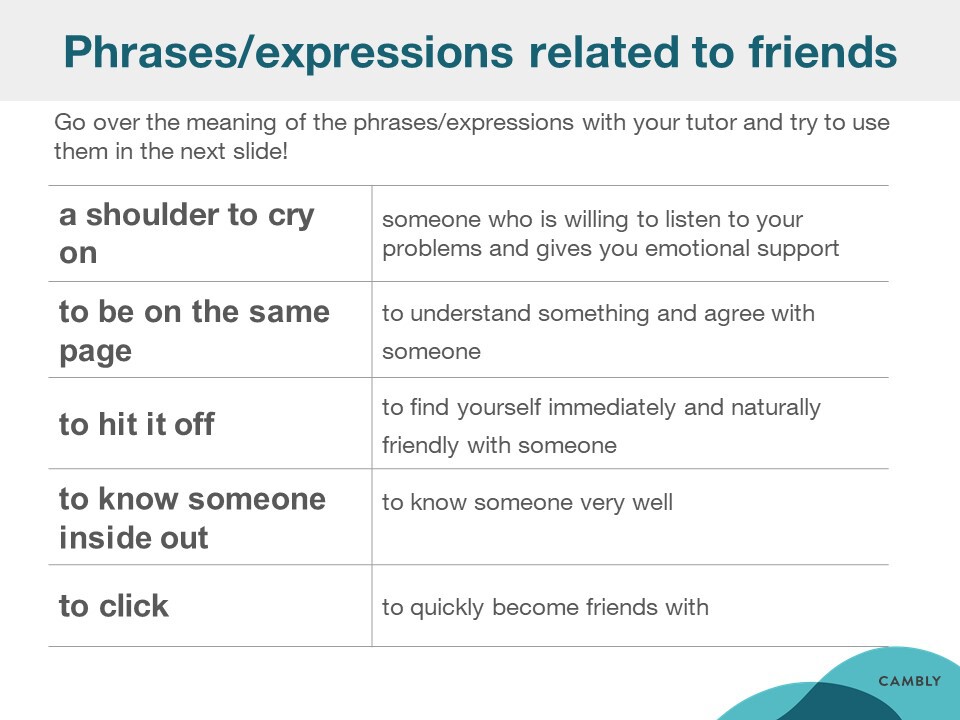 Phrases/expressions related to friends
Go over the meaning of the phrases/expressions with your tutor and try to use
them in the next slide!
a shoulder to cry
on
someone who is willing to listen to your
problems and gives you emotional support
to be on the same
page
to understand something and agree with
someone
to hit it off
to find yourself immediately and naturally
friendly with someone
to know someone
inside out
to know someone very well
to click
to quickly become friends with
CAMBLY